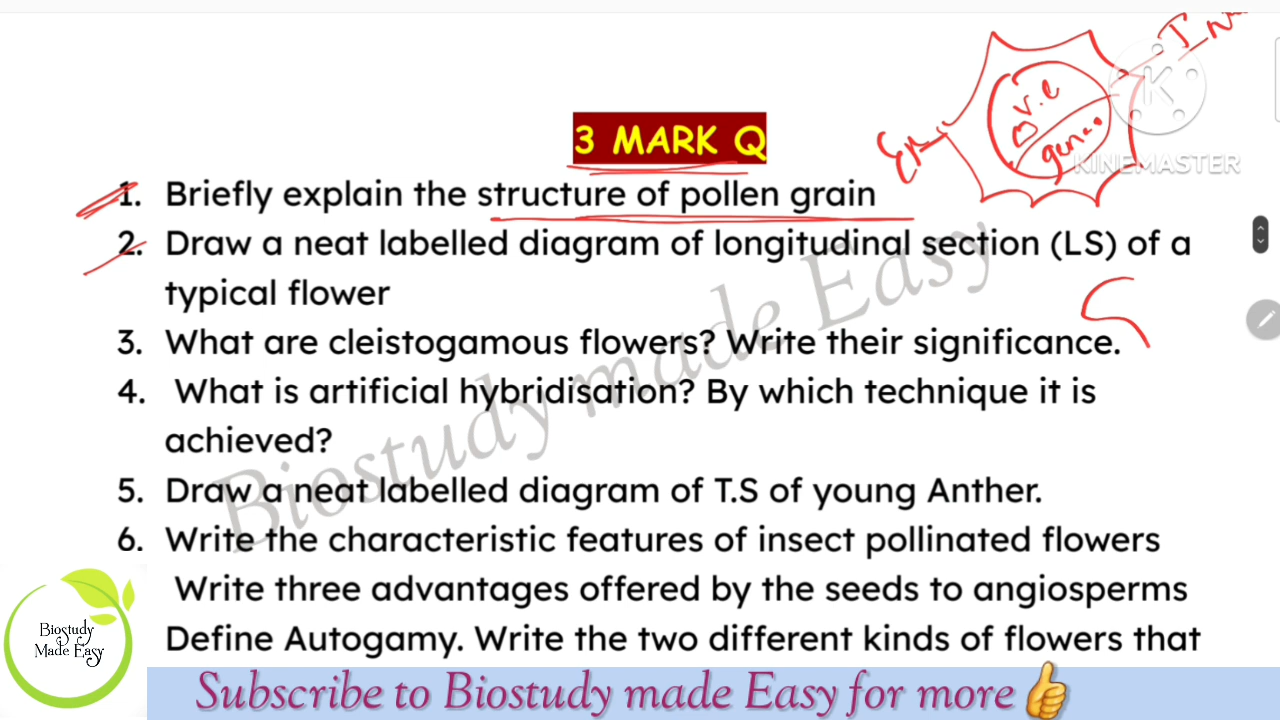 3 MARK Q
1. Briefly explain the structure of pollen grain
2. Draw a neat labelled diagram of longitudinal section (LS) of a
typical flower
3. What are cleistogamous flowers? Write their significance.
4. What is artificial hybridisation? By which technique it is
achieved?
5. Draw a neat labelled diagram of T.S of young Anther.
6. Write the characteristic features of insect pollinated flowers
Write three advantages offered by the seeds to angiosperms
Define Autogamy. Write the two different kinds of flowers that
V.C
gen
K
KINEMASTER
Biostudy made Easy
Biostudy
Made Easy
Subscribe to Biostudy made Easy for more